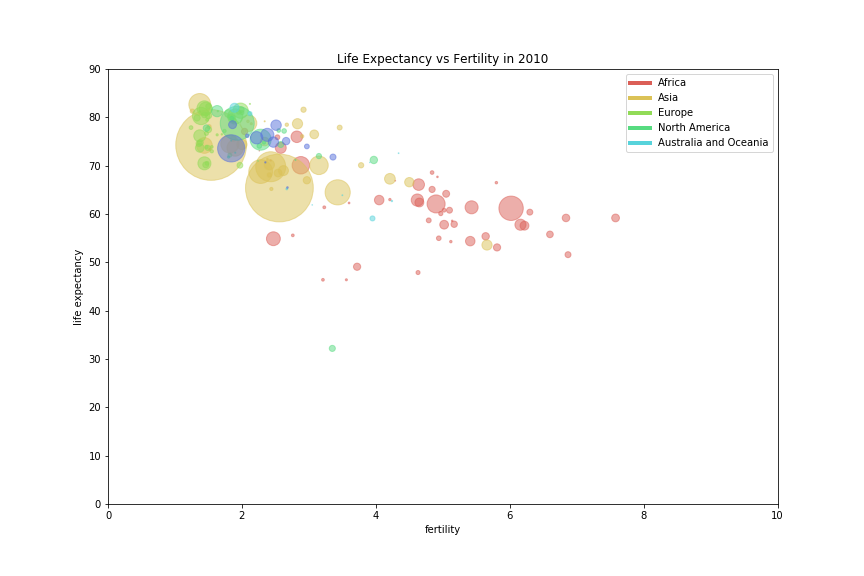 Life Expectancy vs Fertility in 2010
90
80
70
60
50
40
30
20
10
0
life expectancy
Africa
Asia
Europe
North America
Australia and Oceania
0 2 4 6 8 10
fertility